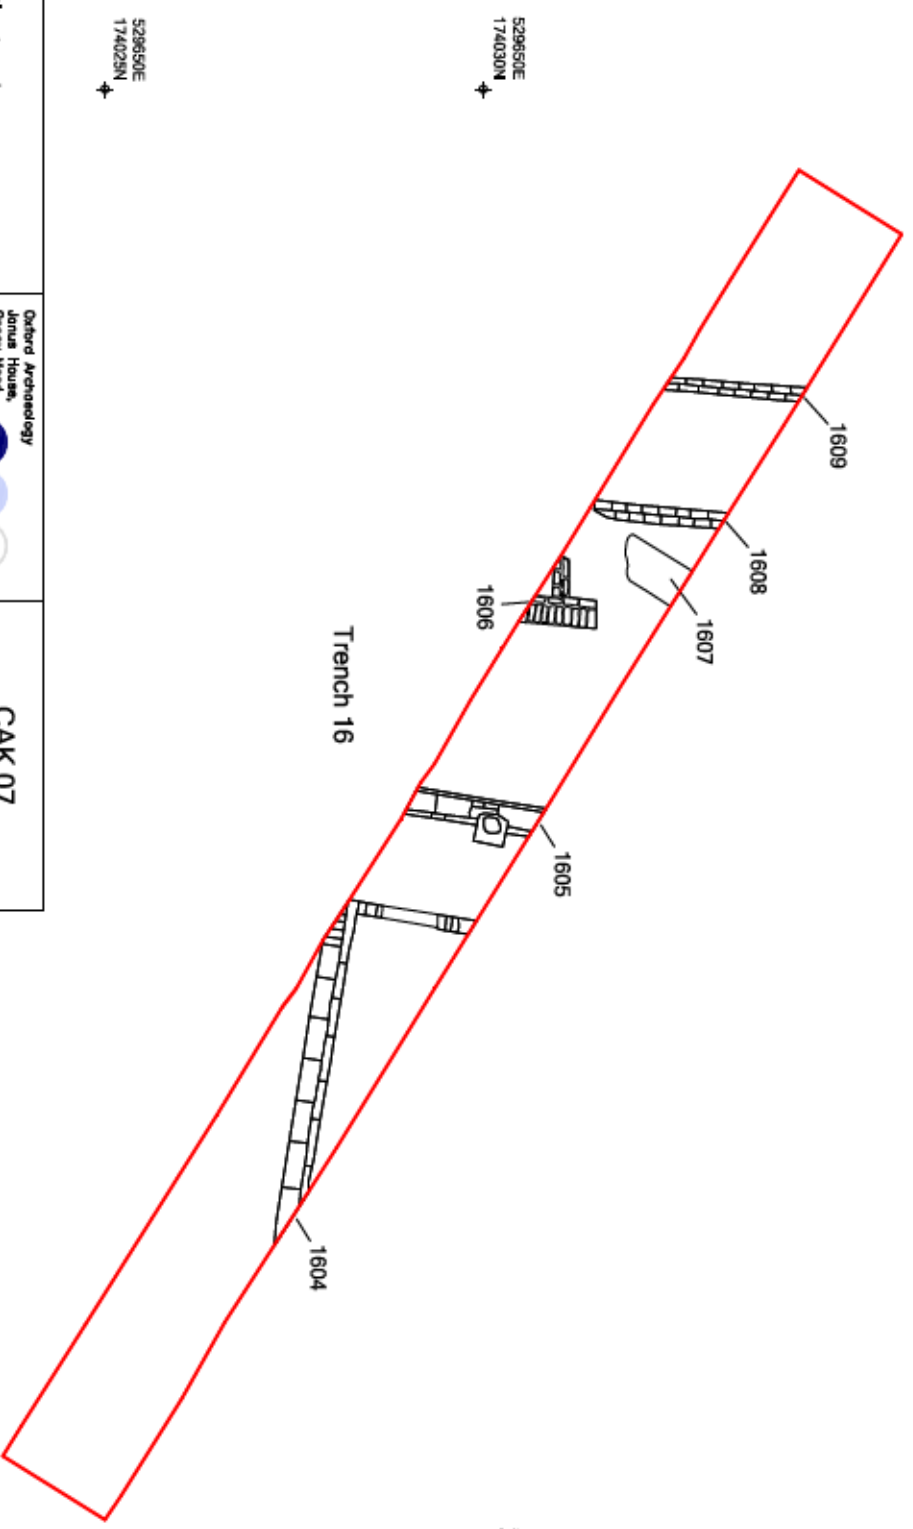 529650E
174030N
529650E
174025N
1609
1608
1607
1606
Trench 16
1605
1604
Oxford Archaeology
Janus House,
CAK 07